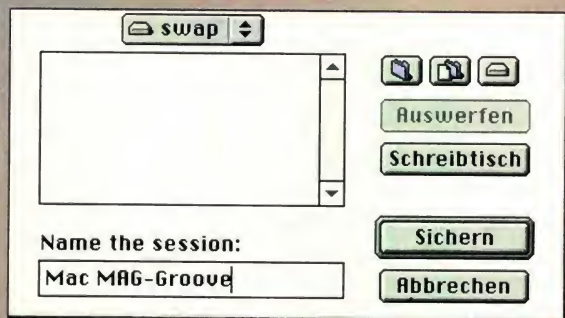 swap
Auswerfen
Schreibtisch
Name the session:
Mac MAG-Groove
Sichern
Abbrechen